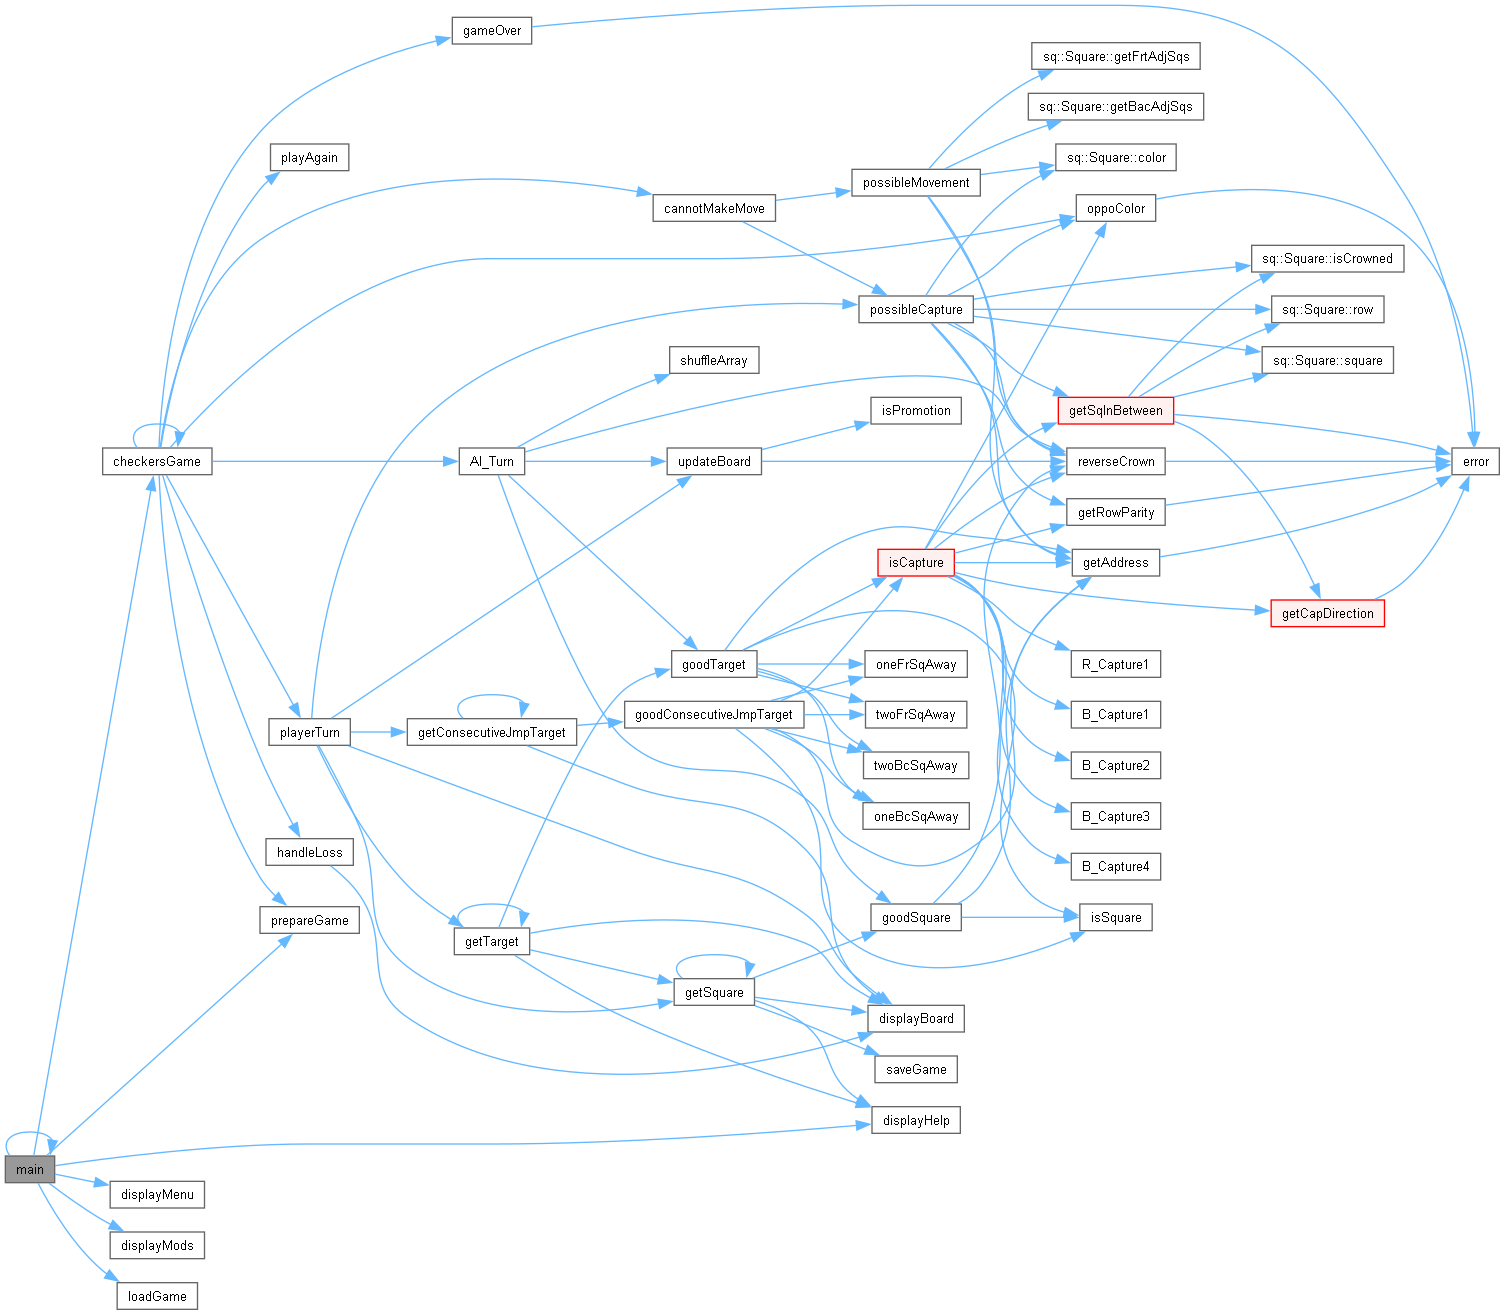 gameOver
sq::Square::getFrtAdjSqs
sq::Square::getBacAdjSqs
playAgain
sq::Square::color
possibleMovement
cannotMakeMove
oppoColor
sq::Square::isCrowned
possibleCapture
sq::Square::row
shuffleArray
sq::Square::square
isPromotion
getSqInBetween
checkersGame
AI_Turn
updateBoard
reverseCrown
error
getRowParity
isCapture
getAddress
getCapDirection
goodTarget
oneFrSqAway
R_Capture1
goodConsecutiveJmpTarget
twoFrSqAway
B_Capture1
playerTurn
getConsecutiveJmpTarget
twoBcSqAway
B_Capture2
oneBcSqAway
B_Capture3
handleLoss
B_Capture4
prepareGame
goodSquare
isSquare
getTarget
getSquare
displayBoard
saveGame
displayHelp
main
displayMenu
displayMods
loadGame